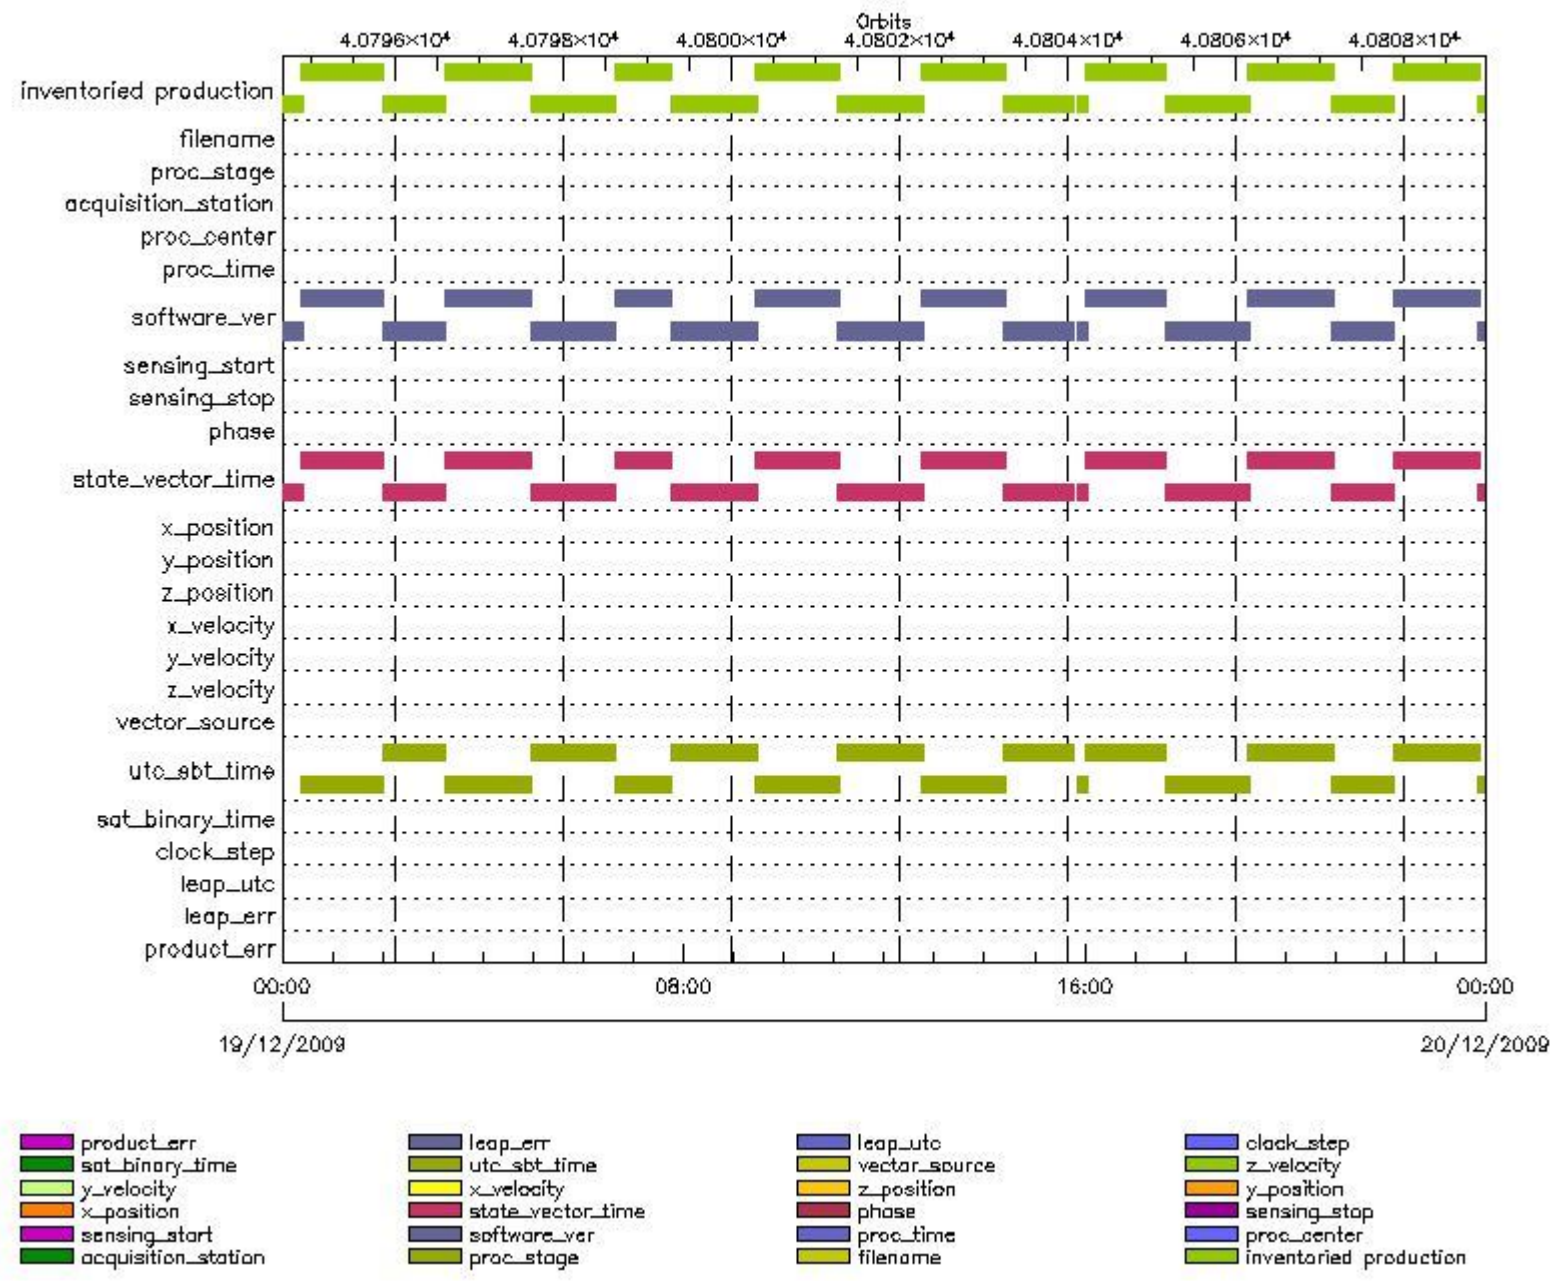 Orbits
4.0796×10⁴ 4.0798×10⁴ 4.0800×10⁴ 4.0802×10⁴ 4.0804×10⁴ 4.0806×10⁴ 4.0808×10⁴
inventoried production
filename
proc_stage
acquisition_station
proc_center
proc_time
software_ver
sensing_start
sensing_stop
phase
state_vector_time
x_position
y_position
z_position
x_velocity
y_velocity
z_velocity
vector_source
utc_sbt_time
sat_binary_time
clock_step
leap_utc
leap_err
product_err
00:00 08:00 16:00 00:00
19/12/2009 20/12/2009
product_err leap_err leap_utc clock_step
sat_binary_time utc_sbt_time vector_source z_velocity
y_velocity x_velocity z_position y_position
x_position state_vector_time phase sensing_stop
sensing_start software_ver proc_time proc_center
acquisition_station proc_stage filename inventoried production